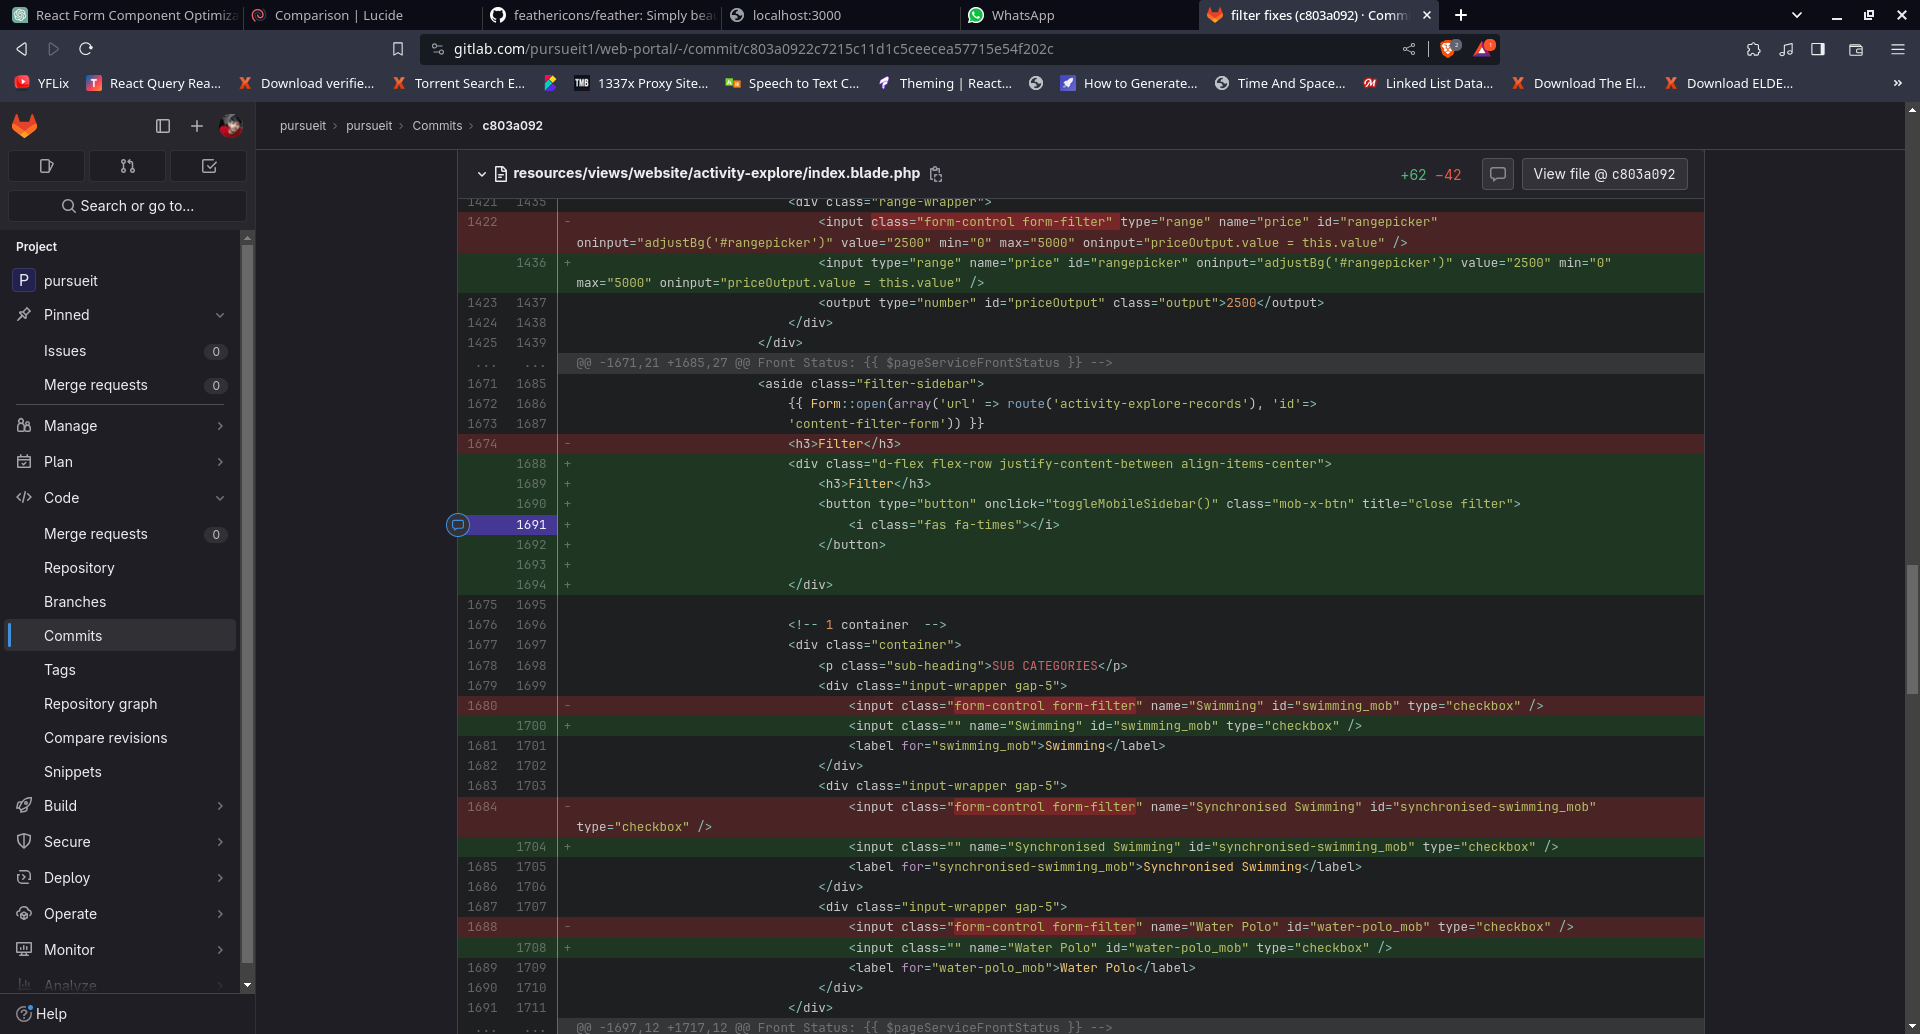 React Form Component Optimiza
Comparison | Lucide
feathericons/feather: Simply bea
localhost:3000
WhatsApp
filter fixes (c803a092) · Comm
gitlab.com/pursueit1/web-portal/-/commit/c803a0922c7215c11d1c5ceecea57715e54f202c
YFLix
React Query Rea...
Download verifie...
Torrent Search E...
1337x Proxy Site...
Speech to Text C...
Theming | React...
How to Generate...
Time And Space...
Linked List Data...
Download The El...
Download ELDE...
»
pursueit › pursueit › Commits › c803a092
Search or go to...
Project
P pursueit
Pinned
Issues 0
Merge requests 0
Manage
Plan
Code
Merge requests 0
Repository
Branches
Commits
Tags
Repository graph
Compare revisions
Snippets
Build
Secure
Deploy
Operate
Monitor
Analyze
Help
resources/views/website/activity-explore/index.blade.php
+62 −42
View file @ c803a092
1421 1435 <div class="range-wrapper">
1422 - <input class="form-control form-filter" type="range" name="price" id="rangepicker"
oninput="adjustBg('#rangepicker')" value="2500" min="0" max="5000" oninput="priceOutput.value = this.value" />
1436 + <input type="range" name="price" id="rangepicker" oninput="adjustBg('#rangepicker')" value="2500" min="0"
max="5000" oninput="priceOutput.value = this.value" />
1423 1437 <output type="number" id="priceOutput" class="output">2500</output>
1424 1438 </div>
1425 1439 </div>
... ... @@ -1671,21 +1685,27 @@ Front Status: {{ $pageServiceFrontStatus }} -->
1671 1685 <aside class="filter-sidebar">
1672 1686 {{ Form::open(array('url' => route('activity-explore-records'), 'id'=>
1673 1687 'content-filter-form')) }}
1674 - <h3>Filter</h3>
1688 + <div class="d-flex flex-row justify-content-between align-items-center">
1689 + <h3>Filter</h3>
1690 + <button type="button" onclick="toggleMobileSidebar()" class="mob-x-btn" title="close filter">
1691 + <i class="fas fa-times"></i>
1692 + </button>
1693 +
1694 + </div>
1675 1695
1676 1696 <!-- 1 container  -->
1677 1697 <div class="container">
1678 1698 <p class="sub-heading">SUB CATEGORIES</p>
1679 1699 <div class="input-wrapper gap-5">
1680 - <input class="form-control form-filter" name="Swimming" id="swimming_mob" type="checkbox" />
1700 + <input class="" name="Swimming" id="swimming_mob" type="checkbox" />
1681 1701 <label for="swimming_mob">Swimming</label>
1682 1702 </div>
1683 1703 <div class="input-wrapper gap-5">
1684 - <input class="form-control form-filter" name="Synchronised Swimming" id="synchronised-swimming_mob"
type="checkbox" />
1704 + <input class="" name="Synchronised Swimming" id="synchronised-swimming_mob" type="checkbox" />
1685 1705 <label for="synchronised-swimming_mob">Synchronised Swimming</label>
1686 1706 </div>
1687 1707 <div class="input-wrapper gap-5">
1688 - <input class="form-control form-filter" name="Water Polo" id="water-polo_mob" type="checkbox" />
1708 + <input class="" name="Water Polo" id="water-polo_mob" type="checkbox" />
1689 1709 <label for="water-polo_mob">Water Polo</label>
1690 1710 </div>
1691 1711 </div>
... ... @@ -1697,12 +1717,12 @@ Front Status: {{ $pageServiceFrontStatus }} -->